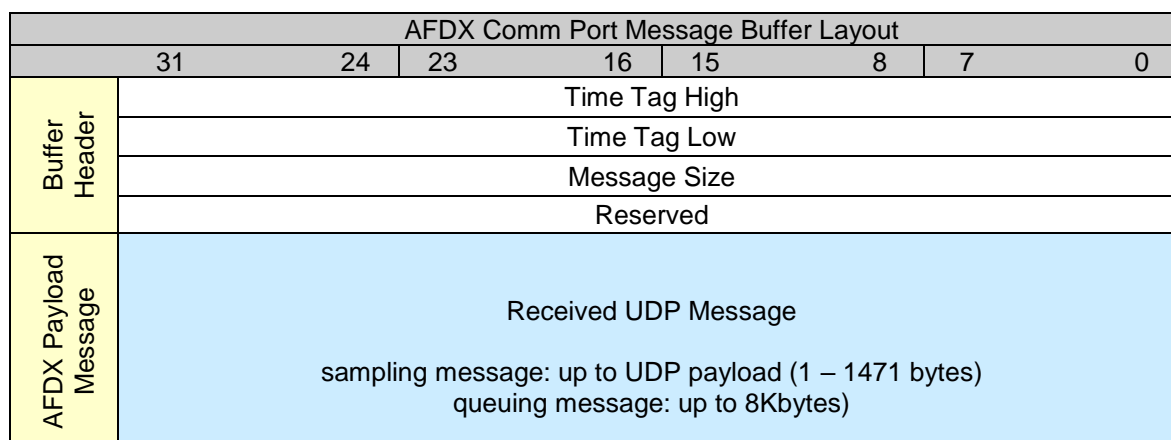 AFDX Comm Port Message Buffer Layout
31 24 23 16 15 8 7 0
Buffer
Header
Time Tag High
Time Tag Low
Message Size
Reserved
AFDX Payload
Message
Received UDP Message
sampling message: up to UDP payload (1 – 1471 bytes)
queuing message: up to 8Kbytes)